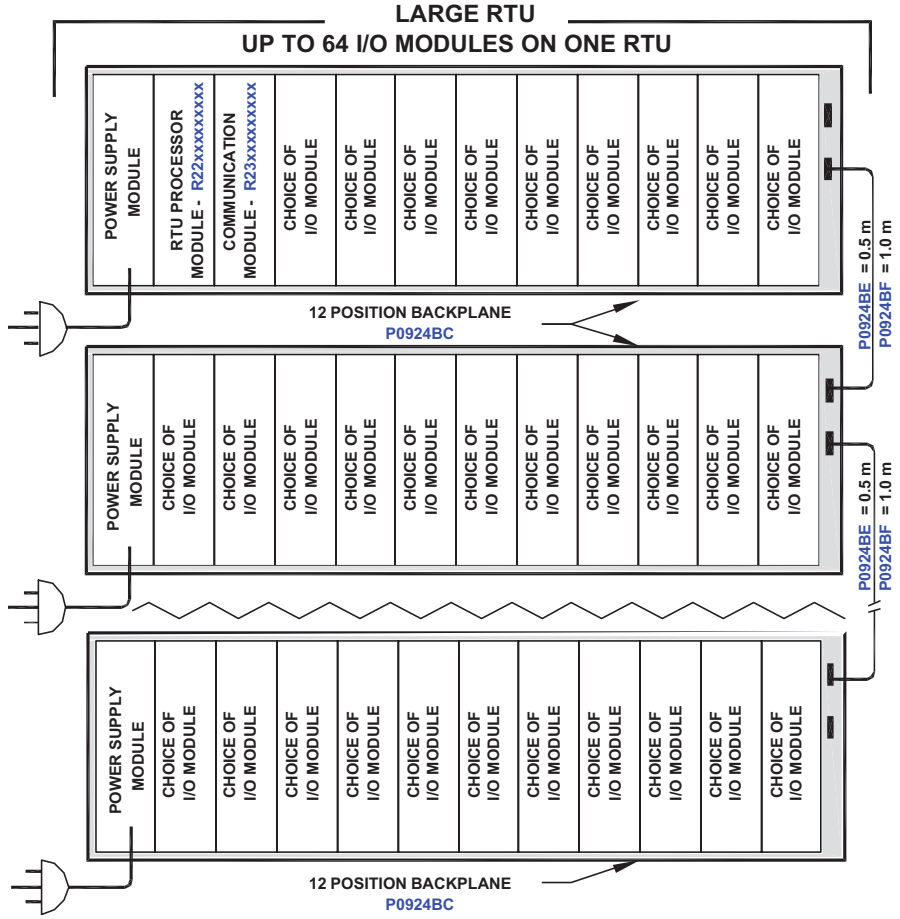 LARGE RTU
UP TO 64 I/O MODULES ON ONE RTU
POWER SUPPLY
MODULE
RTU PROCESSOR
MODULE - R22xxxxxxxxx
COMMUNICATION
MODULE - R23xxxxxxxxx
CHOICE OF
I/O MODULE
CHOICE OF
I/O MODULE
CHOICE OF
I/O MODULE
CHOICE OF
I/O MODULE
CHOICE OF
I/O MODULE
CHOICE OF
I/O MODULE
CHOICE OF
I/O MODULE
CHOICE OF
I/O MODULE
CHOICE OF
I/O MODULE
P0924BE = 0.5 m
P0924BF = 1.0 m
12 POSITION BACKPLANE
P0924BC
POWER SUPPLY
MODULE
CHOICE OF
I/O MODULE
CHOICE OF
I/O MODULE
CHOICE OF
I/O MODULE
CHOICE OF
I/O MODULE
CHOICE OF
I/O MODULE
CHOICE OF
I/O MODULE
CHOICE OF
I/O MODULE
CHOICE OF
I/O MODULE
CHOICE OF
I/O MODULE
CHOICE OF
I/O MODULE
CHOICE OF
I/O MODULE
P0924BE = 0.5 m
P0924BF = 1.0 m
POWER SUPPLY
MODULE
CHOICE OF
I/O MODULE
CHOICE OF
I/O MODULE
CHOICE OF
I/O MODULE
CHOICE OF
I/O MODULE
CHOICE OF
I/O MODULE
CHOICE OF
I/O MODULE
CHOICE OF
I/O MODULE
CHOICE OF
I/O MODULE
CHOICE OF
I/O MODULE
CHOICE OF
I/O MODULE
CHOICE OF
I/O MODULE
12 POSITION BACKPLANE
P0924BC